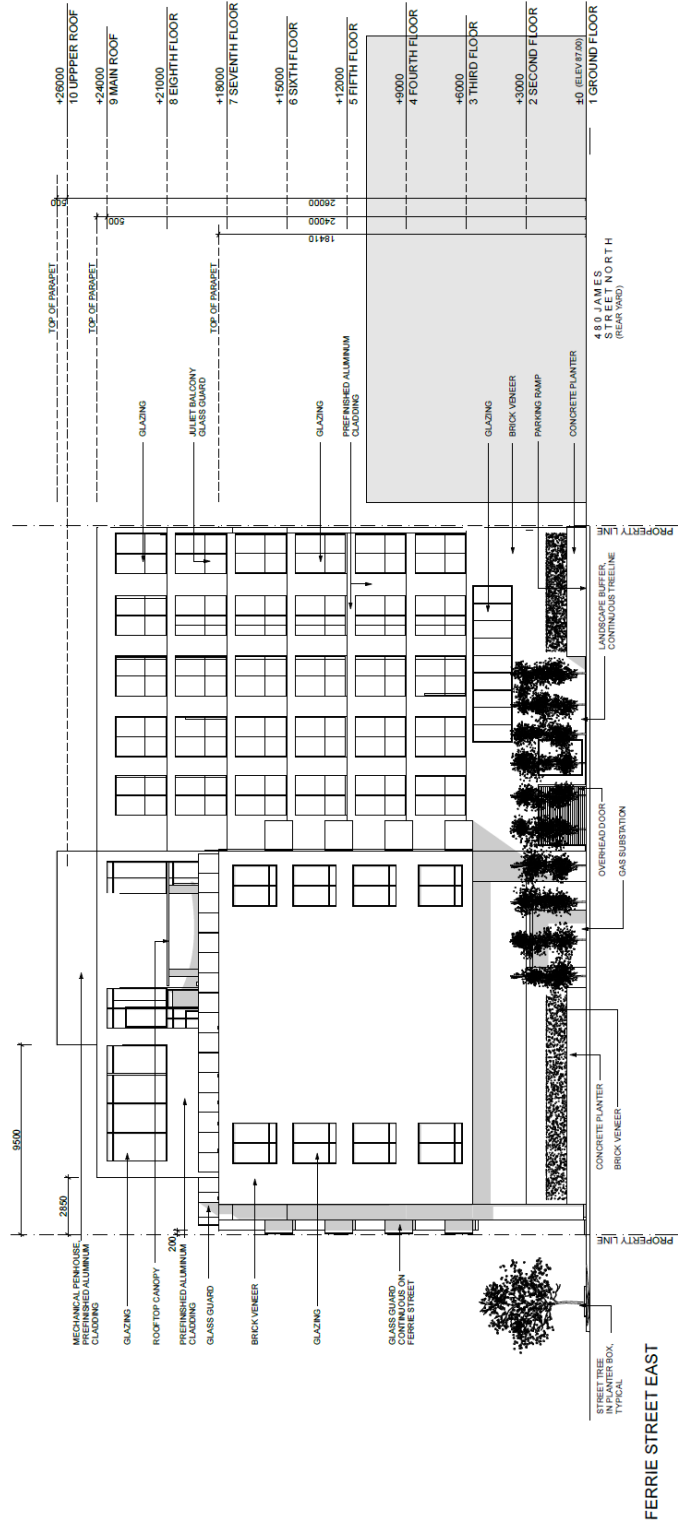 MECHANICAL PENHOUSE,
PREFINISHED ALUMINUM
CLADDING
GLAZING
ROOFTOP CANOPY
PREFINISHED ALUMINUM
CLADDING
GLASS GUARD
BRICK VENEER
GLAZING
GLASS GUARD
CONTINUOUS ON
FERRIE STREET
STREET TREE
IN PLANTER BOX,
TYPICAL
FERRIE STREET EAST
9500
2850
200
PROPERTY LINE
CONCRETE PLANTER
BRICK VENEER
GAS SUBSTATION
OVERHEAD DOOR
LANDSCAPE BUFFER,
CONTINUOUS TREELINE
PROPERTY LINE
GLAZING
JULIET BALCONY
GLASS GUARD
GLAZING
PREFINISHED ALUMINUM
CLADDING
GLAZING
BRICK VENEER
PARKING RAMP
CONCRETE PLANTER
TOP OF PARAPET
TOP OF PARAPET
TOP OF PARAPET
500
26000
500
24000
18410
480 JAMES
STREET NORTH
(REAR YARD)
+26000
10 UPPPER ROOF
+24000
9 MAIN ROOF
+21000
8 EIGHTH FLOOR
+18000
7 SEVENTH FLOOR
+15000
6 SIXTH FLOOR
+12000
5 FIFTH FLOOR
+9000
4 FOURTH FLOOR
+6000
3 THIRD FLOOR
+3000
2 SECOND FLOOR
±0 (ELEV 87.00)
1 GROUND FLOOR